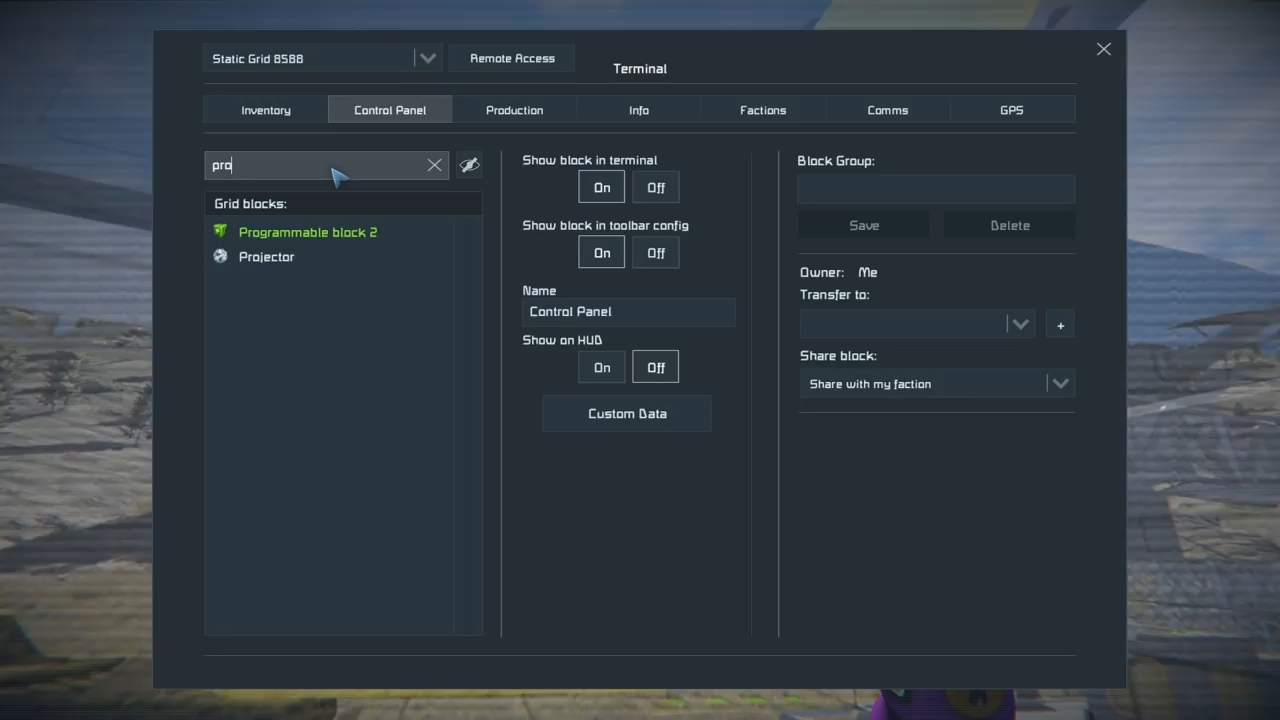 Static Grid 8588
Remote Access
Terminal
Inventory
Control Panel
Production
Info
Factions
Comms
GPS
pro
Grid blocks:
Programmable block 2
Projector
Show block in terminal
On Off
Show block in toolbar config
On Off
Name
Control Panel
Show on HUD
On Off
Custom Data
Block Group:
Save
Delete
Owner: Me
Transfer to:
+
Share block:
Share with my faction